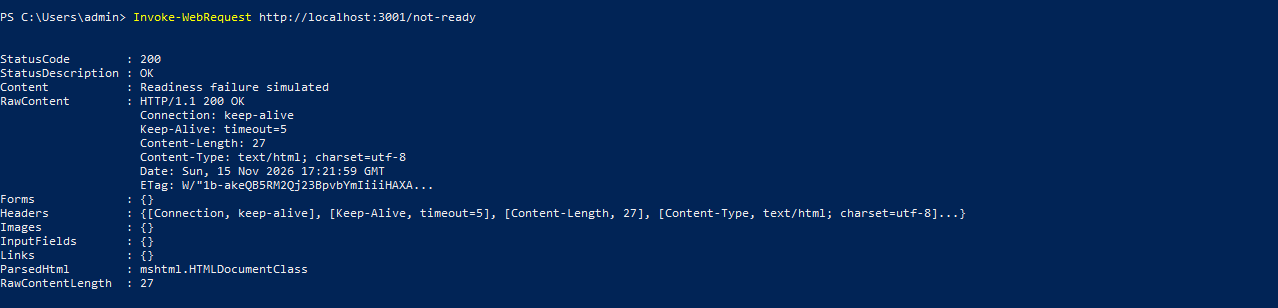 PS C:\Users\admin> Invoke-WebRequest http://localhost:3001/not-ready
StatusCode : 200
StatusDescription : OK
Content : Readiness failure simulated
RawContent : HTTP/1.1 200 OK
Connection: keep-alive
Keep-Alive: timeout=5
Content-Length: 27
Content-Type: text/html; charset=utf-8
Date: Sun, 15 Nov 2026 17:21:59 GMT
ETag: W/"1b-akeQB5RM2Qj23BpvbYmIiiiHAXA...
Forms : {}
Headers : {[Connection, keep-alive], [Keep-Alive, timeout=5], [Content-Length, 27], [Content-Type, text/html; charset=utf-8]...}
Images : {}
InputFields : {}
Links : {}
ParsedHtml : mshtml.HTMLDocumentClass
RawContentLength : 27